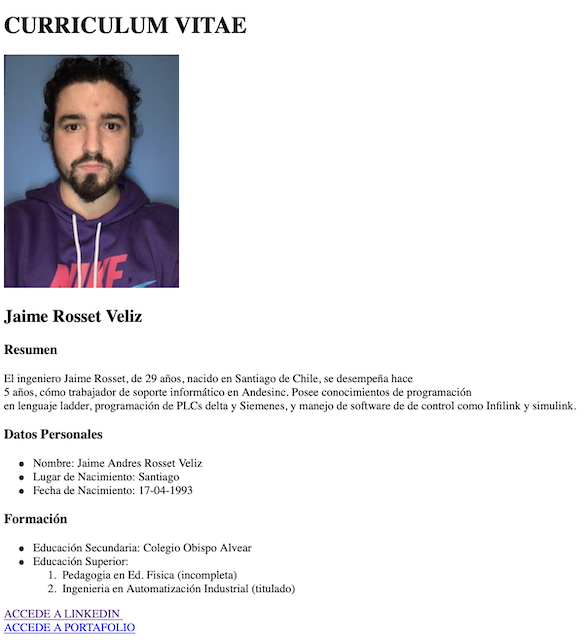 CURRICULUM VITAE
NIKE
Jaime Rosset Veliz
Resumen
El ingeniero Jaime Rosset, de 29 años, nacido en Santiago de Chile, se desempeña hace
5 años, cómo trabajador de soporte informático en Andesinc. Posee conocimientos de programación
en lenguaje ladder, programación de PLCs delta y Siemenes, y manejo de software de de control como Infilink y simulink.
Datos Personales
• Nombre: Jaime Andres Rosset Veliz
• Lugar de Nacimiento: Santiago
• Fecha de Nacimiento: 17-04-1993
Formación
• Educación Secundaria: Colegio Obispo Alvear
• Educación Superior:
1. Pedagogia en Ed. Fisica (incompleta)
2. Ingenieria en Automatización Industrial (titulado)
ACCEDE A LINKEDIN
ACCEDE A PORTAFOLIO